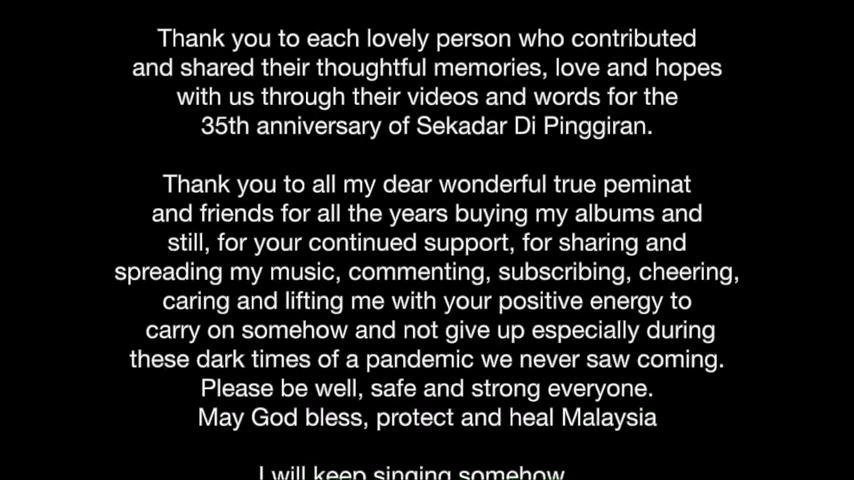 Thank you to each lovely person who contributed
and shared their thoughtful memories, love and hopes
with us through their videos and words for the
35th anniversary of Sekadar Di Pinggiran.
Thank you to all my dear wonderful true peminat
and friends for all the years buying my albums and
still, for your continued support, for sharing and
spreading my music, commenting, subscribing, cheering,
caring and lifting me with your positive energy to
carry on somehow and not give up especially during
these dark times of a pandemic we never saw coming.
Please be well, safe and strong everyone.
May God bless, protect and heal Malaysia
I will keep singing somehow